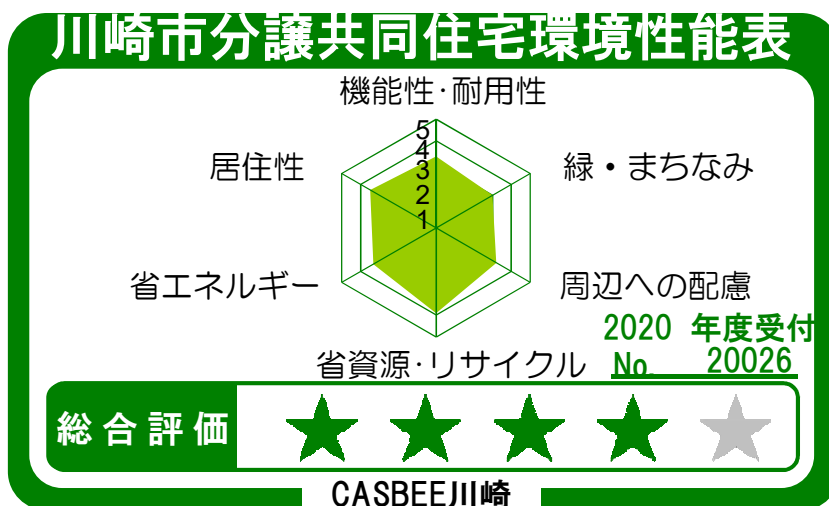 川崎市分譲共同住宅環境性能表
機能性･耐用性
5
4
3
2
1
居住性
緑・まちなみ
省エネルギー
周辺への配慮
省資源･リサイクル
2020 年度受付
No. 20026
総合評価
CASBEE川崎